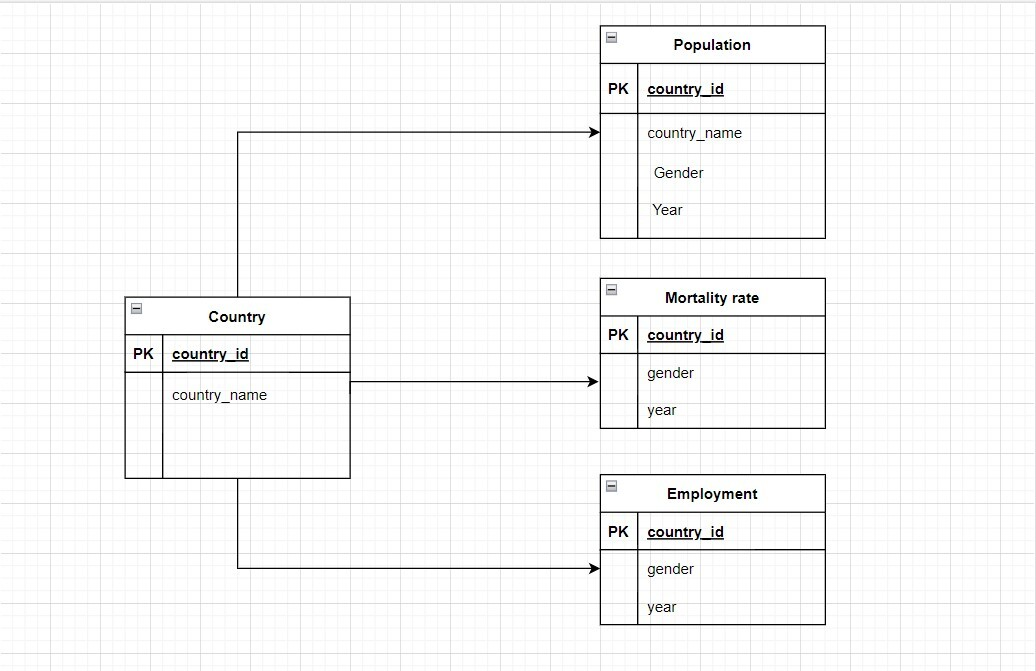 Population
PK country_id
country_name
Gender
Year
Country
PK country_id
country_name
Mortality rate
PK country_id
gender
year
Employment
PK country_id
gender
year